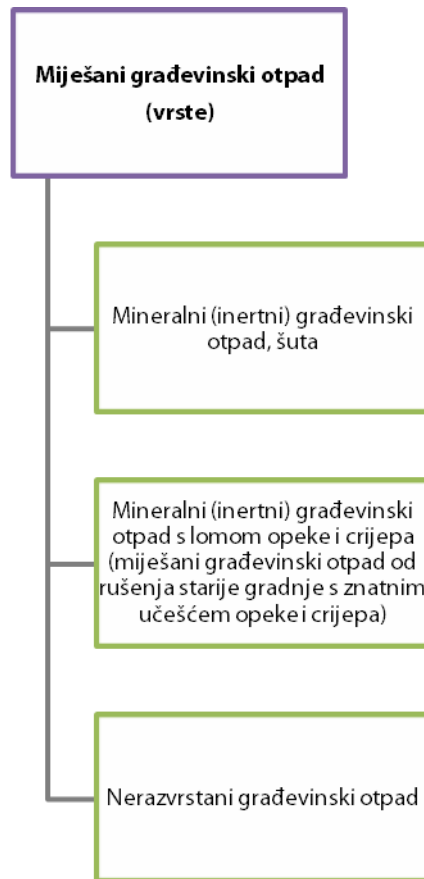 Miješani građevinski otpad
(vrste)
Mineralni (inertni) građevinski
otpad, šuta
Mineralni (inertni) građevinski
otpad s lomom opeke i crijepa
(miješani građevinski otpad od
rušenja starije gradnje s znatnim
učešćem opeke i crijepa)
Nerazvrstani građevinski otpad